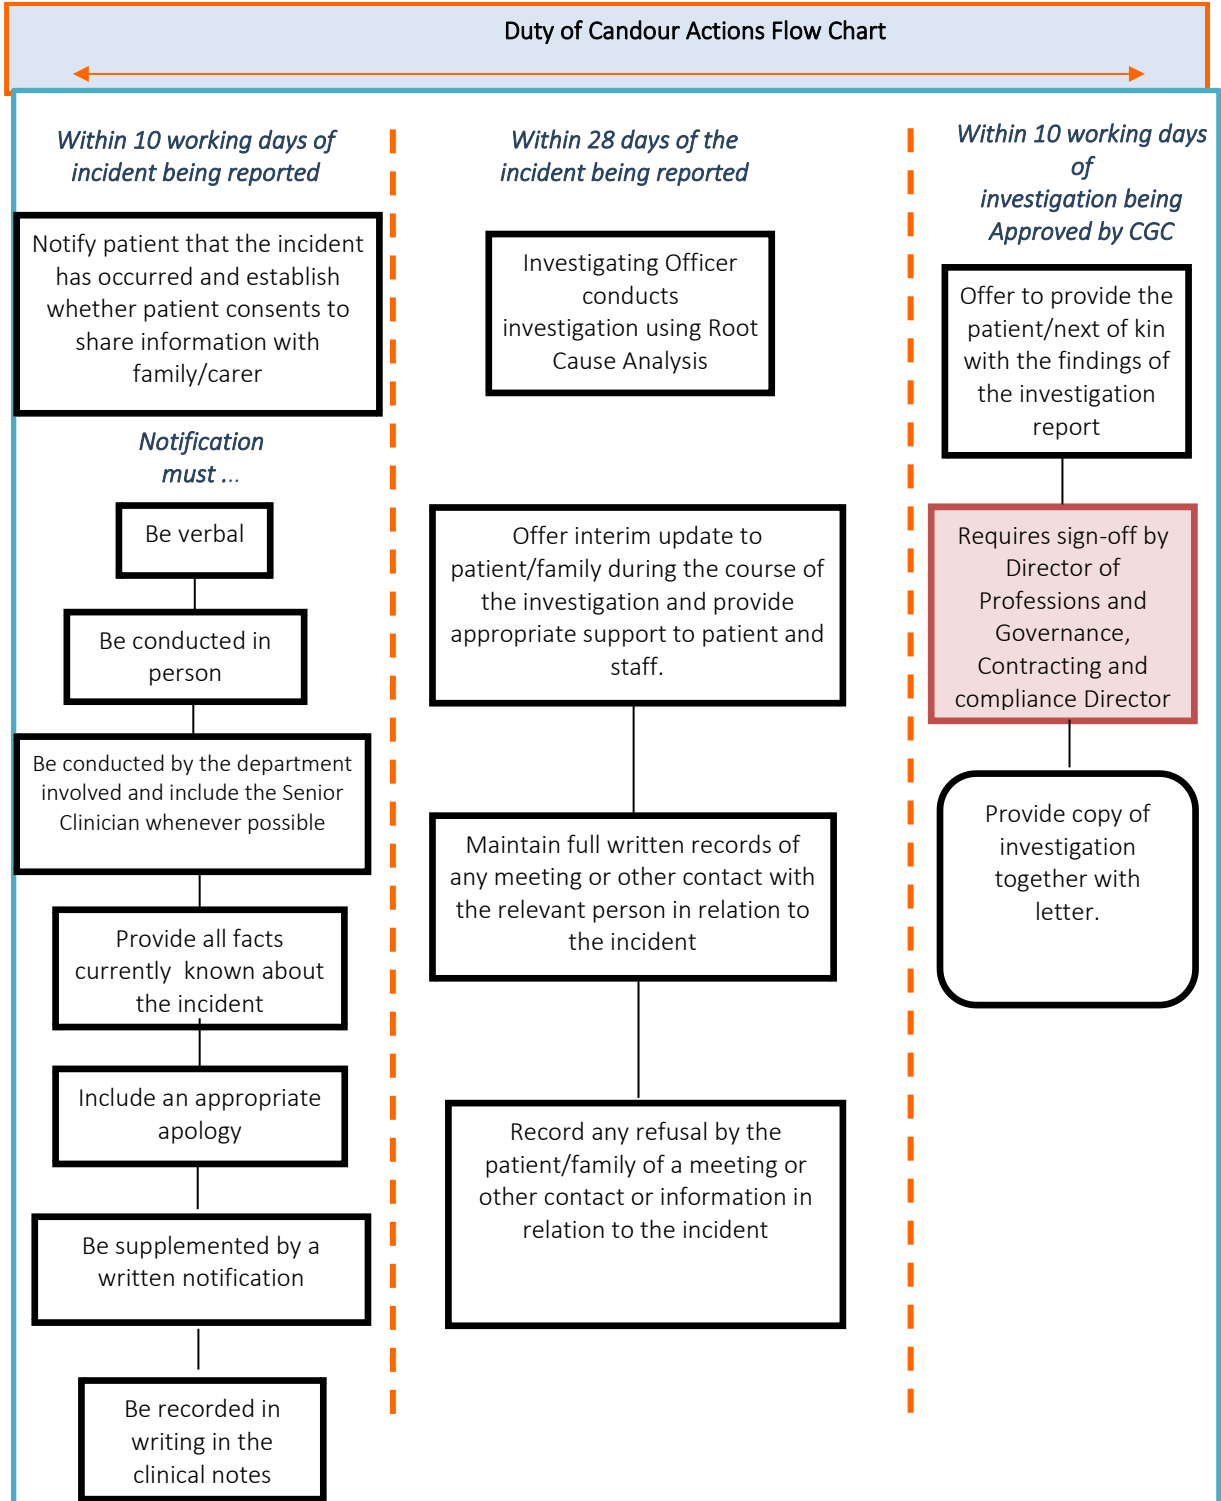 Duty of Candour Actions Flow Chart
Within 10 working days of
incident being reported
Notify patient that the incident
has occurred and establish
whether patient consents to
share information with
family/carer
Notification
must ...
Be verbal
Be conducted in
person
Be conducted by the department
involved and include the Senior
Clinician whenever possible
Provide all facts
currently  known about
the incident
Include an appropriate
apology
Be supplemented by a
written notification
Be recorded in
writing in the
clinical notes
Within 28 days of the
incident being reported
Investigating Officer
conducts
investigation using Root
Cause Analysis
Offer interim update to
patient/family during the course of
the investigation and provide
appropriate support to patient and
staff.
Maintain full written records of
any meeting or other contact with
the relevant person in relation to
the incident
Record any refusal by the
patient/family of a meeting or
other contact or information in
relation to the incident
Within 10 working days
of
investigation being
Approved by CGC
Offer to provide the
patient/next of kin
with the findings of
the investigation
report
Requires sign-off by
Director of
Professions and
Governance,
Contracting and
compliance Director
Provide copy of
investigation
together with
letter.